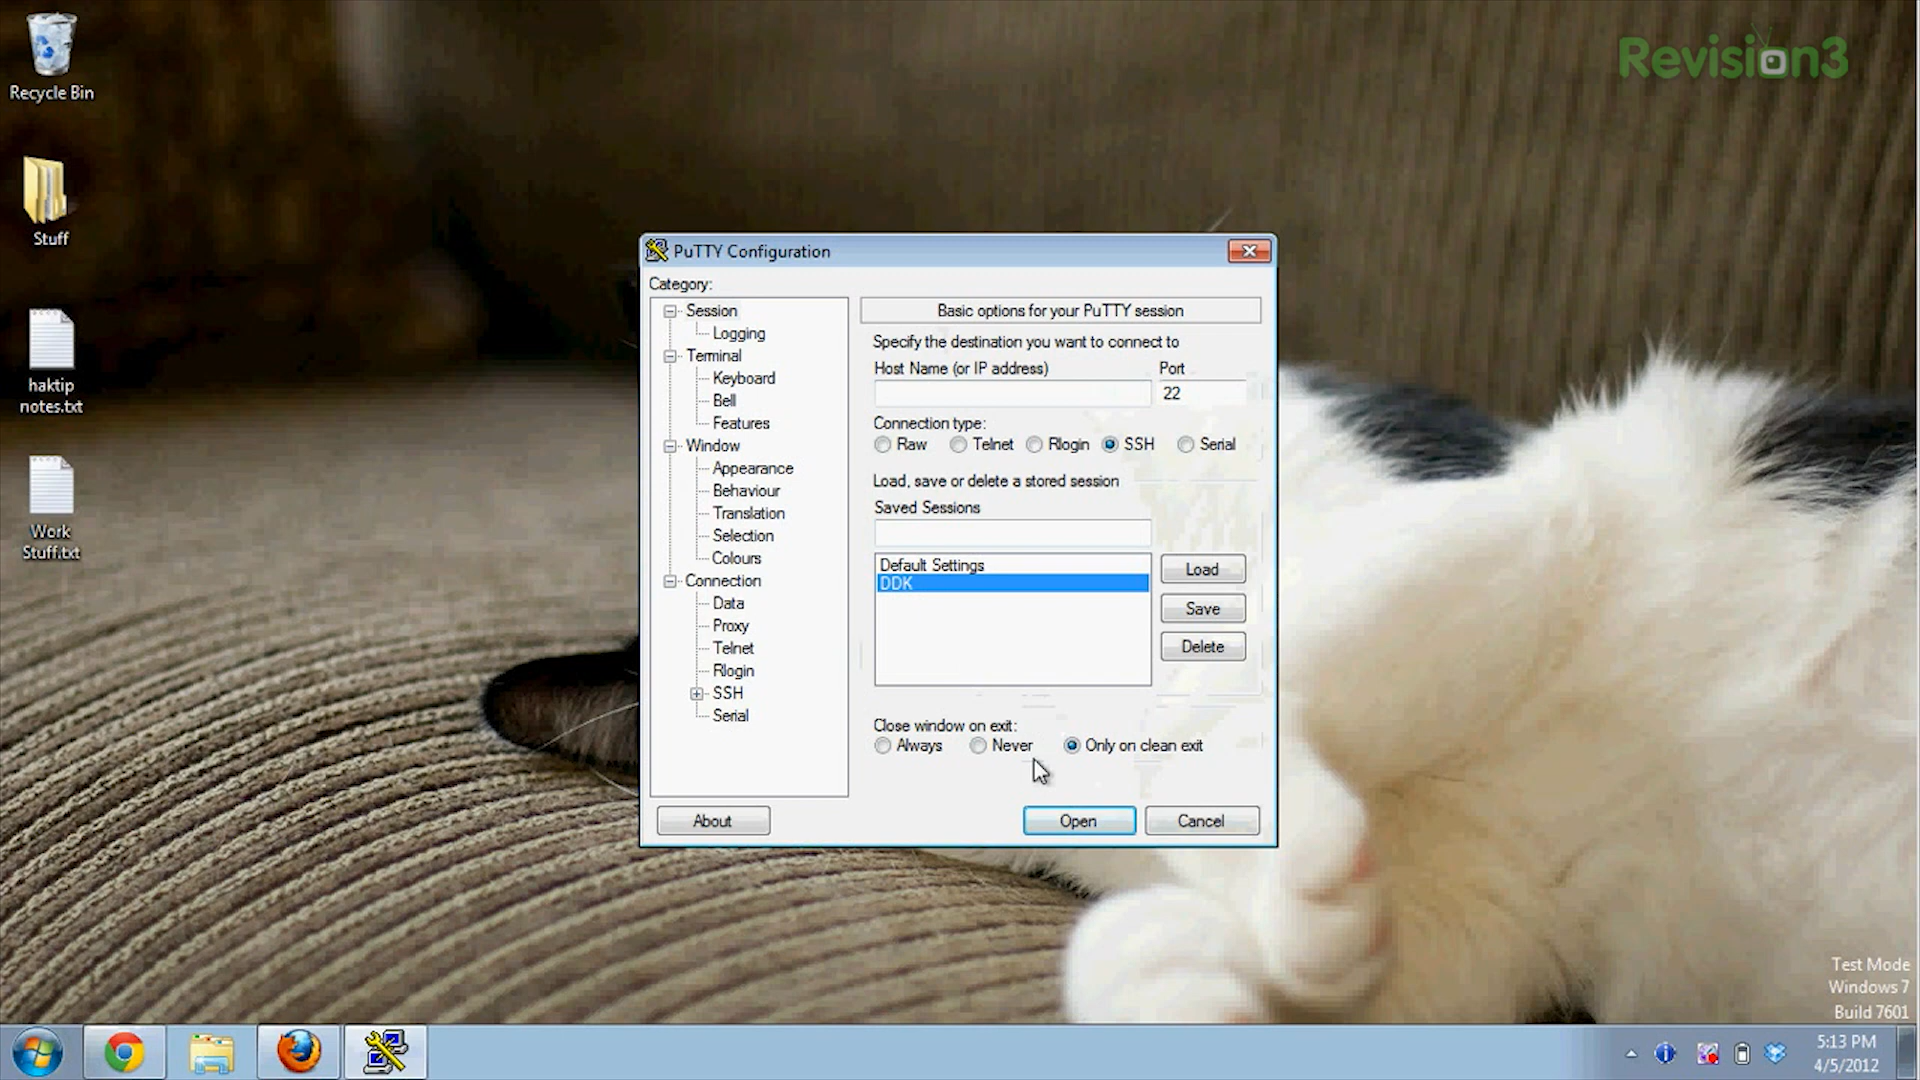 Recycle Bin
Stuff
haktip
notes.txt
Work
Stuff.txt
Revision3
PuTTY Configuration
Category:
Session
Logging
Terminal
Keyboard
Bell
Features
Window
Appearance
Behaviour
Translation
Selection
Colours
Connection
Data
Proxy
Telnet
Rlogin
SSH
Serial
Basic options for your PuTTY session
Specify the destination you want to connect to
Host Name (or IP address) Port
22
Connection type:
Raw Telnet Rlogin SSH Serial
Load, save or delete a stored session
Saved Sessions
Default Settings
DDK
Load
Save
Delete
Close window on exit:
Always Never Only on clean exit
About Open Cancel
Test Mode
Windows 7
Build 7601
5:13 PM
4/5/2012